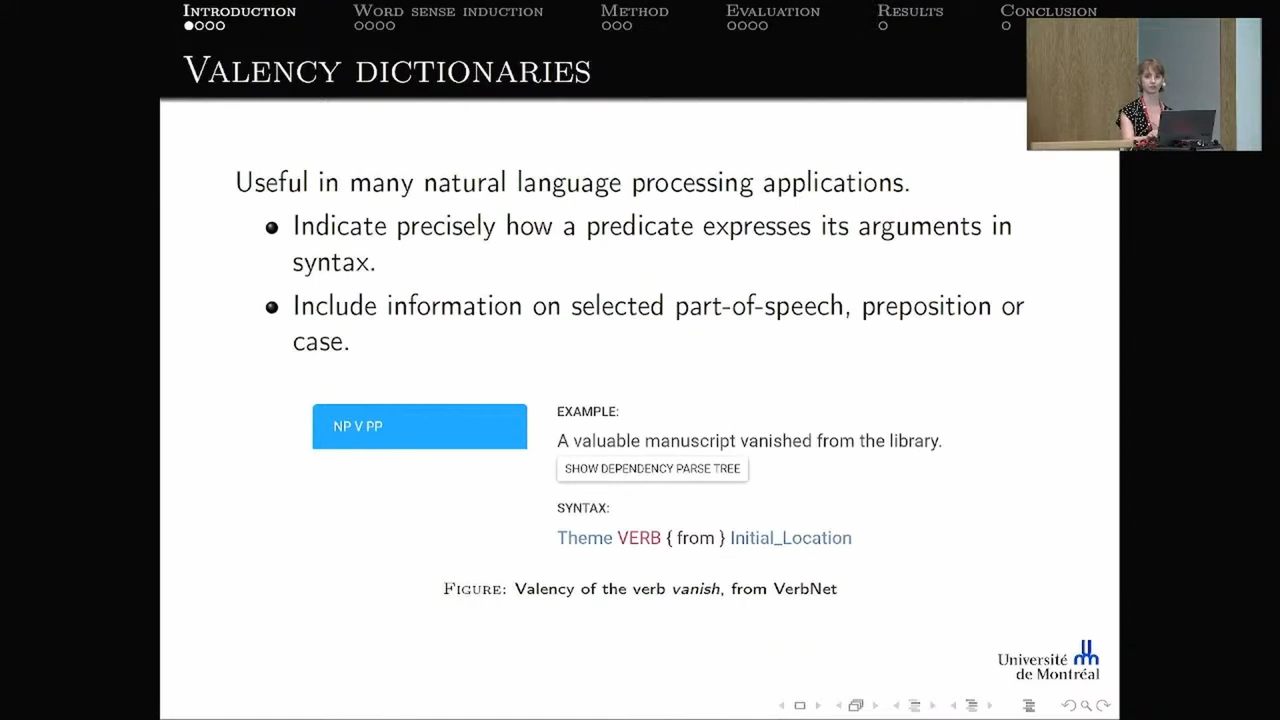 INTRODUCTION WORD SENSE INDUCTION METHOD EVALUATION RESULTS CONCLUSION
VALENCY DICTIONARIES
Useful in many natural language processing applications.
Indicate precisely how a predicate expresses its arguments in
syntax.
Include information on selected part-of-speech, preposition or
case.
NP V PP
EXAMPLE:
A valuable manuscript vanished from the library.
SHOW DEPENDENCY PARSE TREE
SYNTAX:
Theme VERB { from } Initial_Location
FIGURE: Valency of the verb vanish, from VerbNet
Université
de Montréal